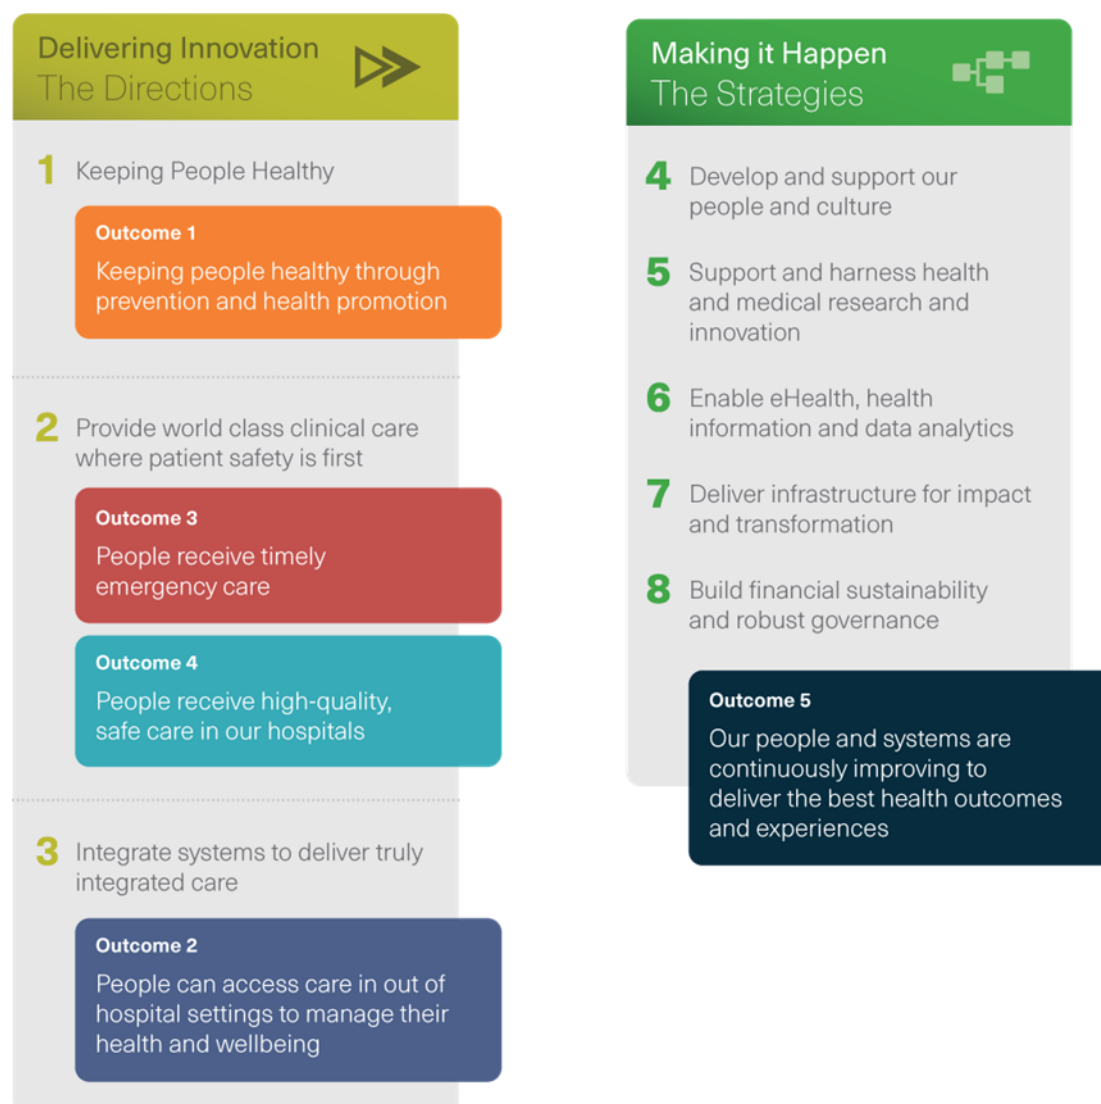 Delivering Innovation
The Directions
1 Keeping People Healthy
Outcome 1
Keeping people healthy through
prevention and health promotion
2 Provide world class clinical care
where patient safety is first
Outcome 3
People receive timely
emergency care
Outcome 4
People receive high-quality,
safe care in our hospitals
3 Integrate systems to deliver truly
integrated care
Outcome 2
People can access care in out of
hospital settings to manage their
health and wellbeing
Making it Happen
The Strategies
4 Develop and support our
people and culture
5 Support and harness health
and medical research and
innovation
6 Enable eHealth, health
information and data analytics
7 Deliver infrastructure for impact
and transformation
8 Build financial sustainability
and robust governance
Outcome 5
Our people and systems are
continuously improving to
deliver the best health outcomes
and experiences